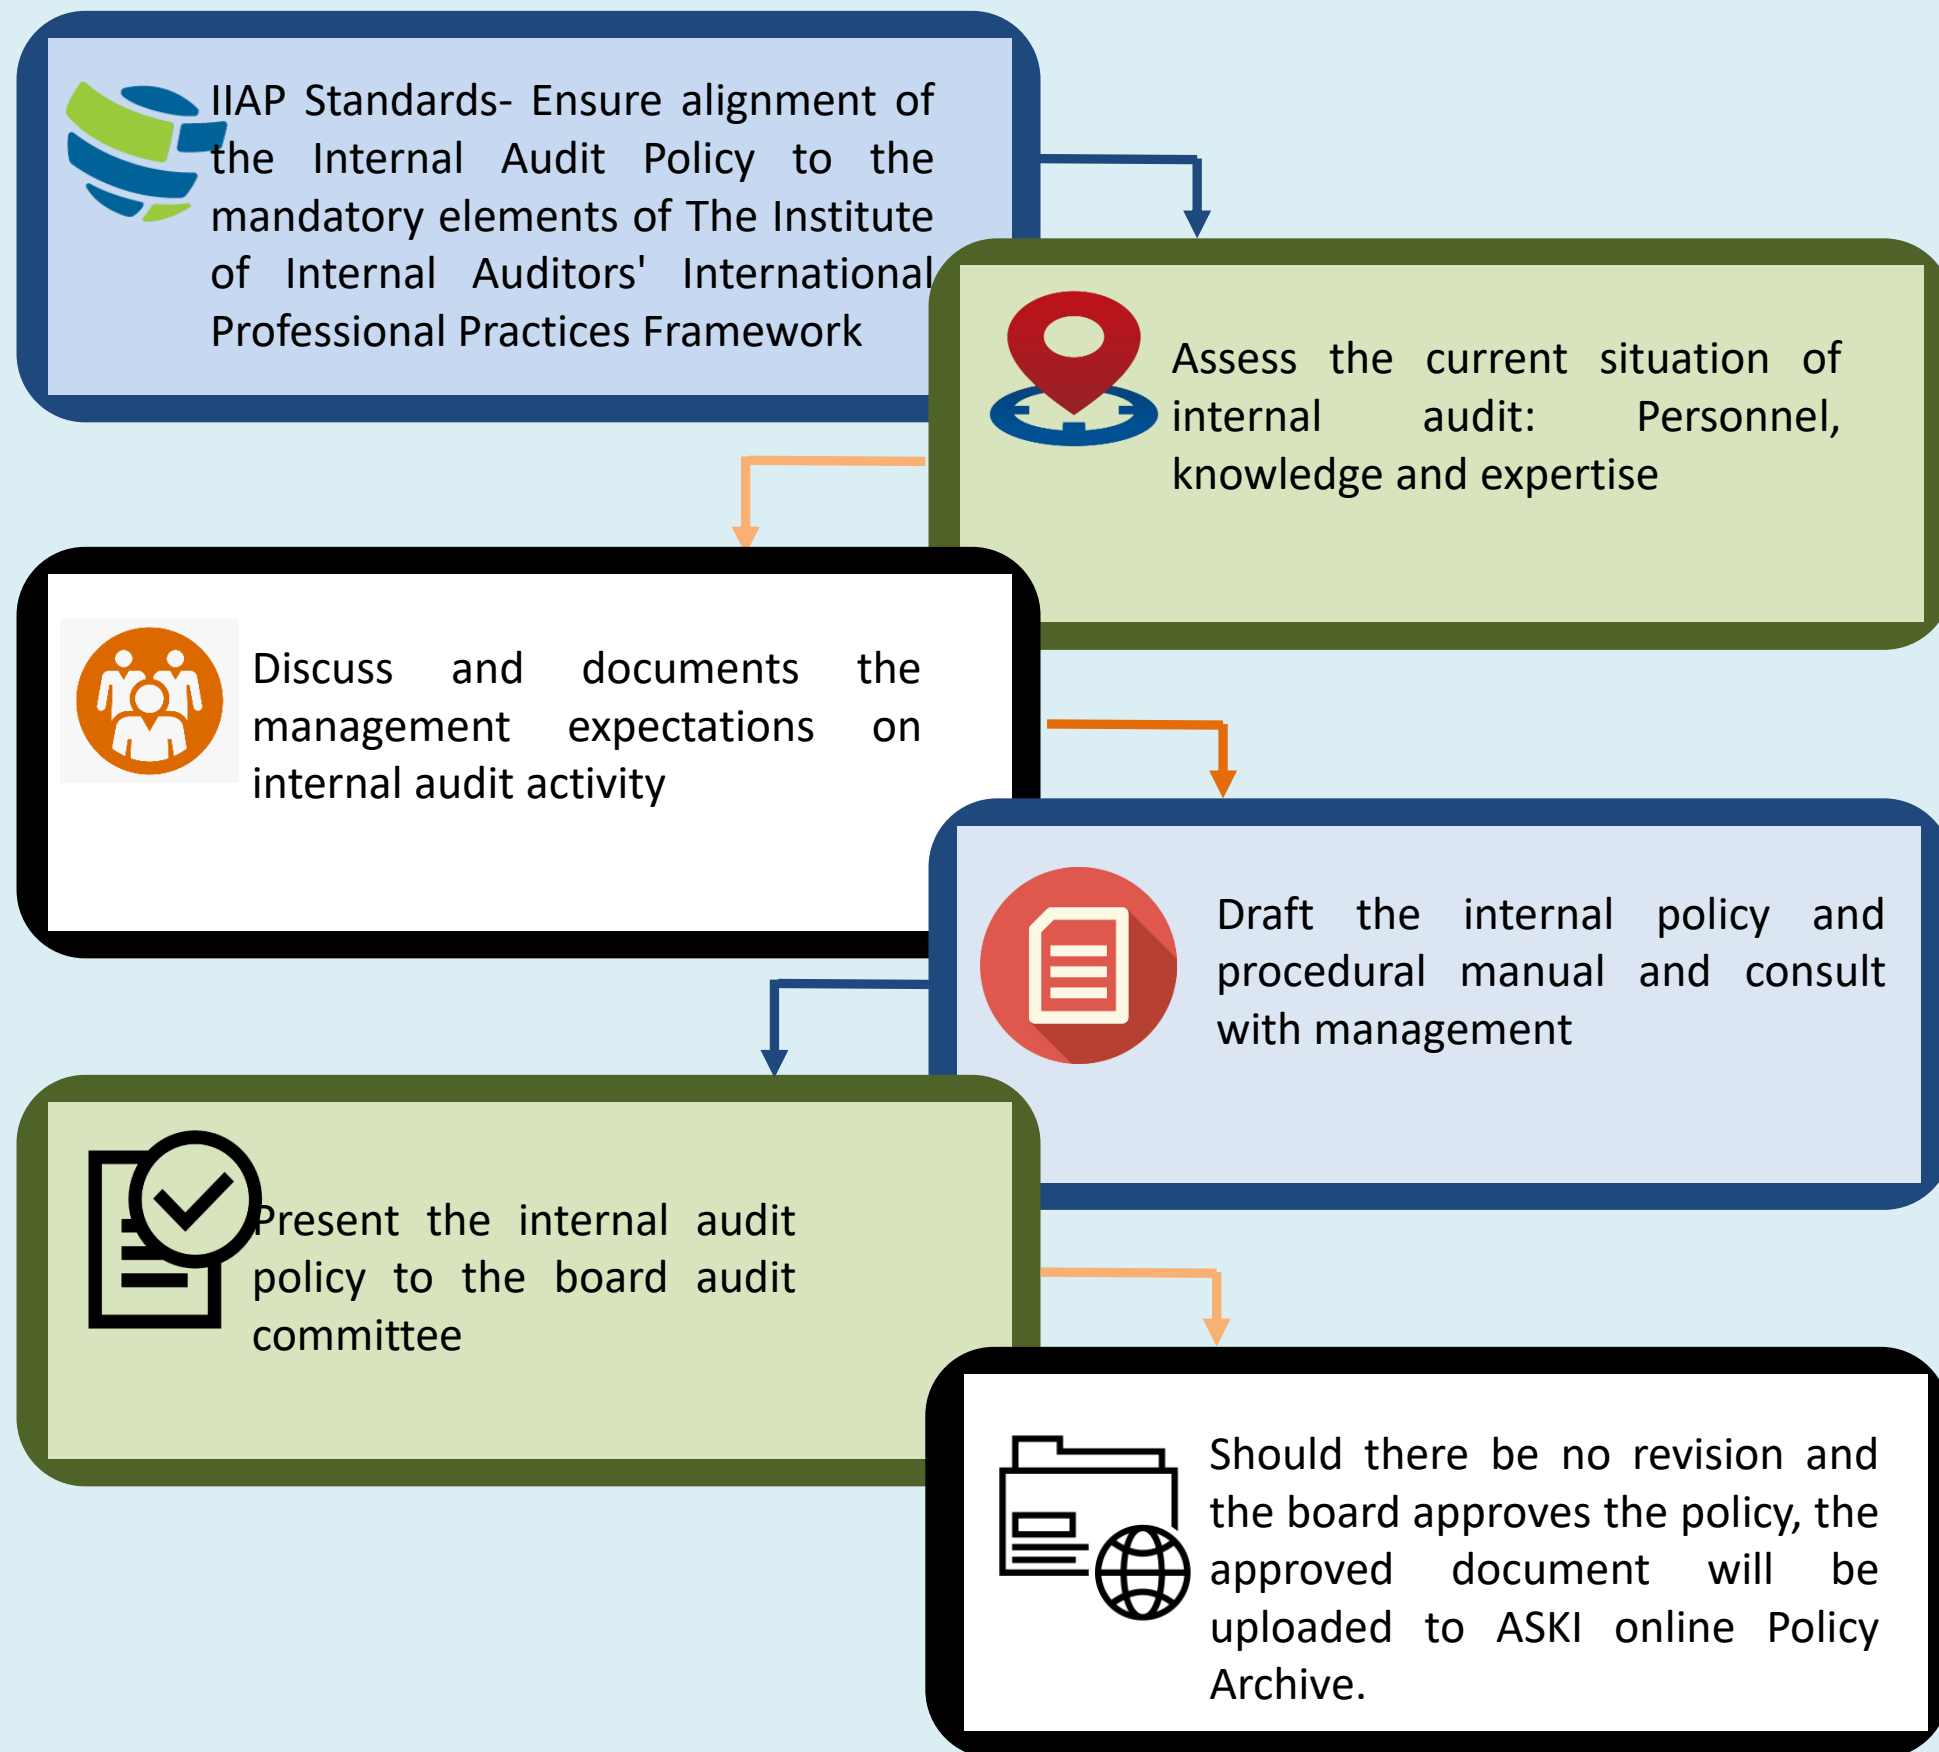 IIAP Standards- Ensure alignment of
the Internal Audit Policy to the
mandatory elements of The Institute
of Internal Auditors' International
Professional Practices Framework
Assess the current situation of
internal audit: Personnel,
knowledge and expertise
Discuss and documents the
management expectations on
internal audit activity
Draft the internal policy and
procedural manual and consult
with management
Present the internal audit
policy to the board audit
committee
Should there be no revision and
the board approves the policy, the
approved document will be
uploaded to ASKI online Policy
Archive.